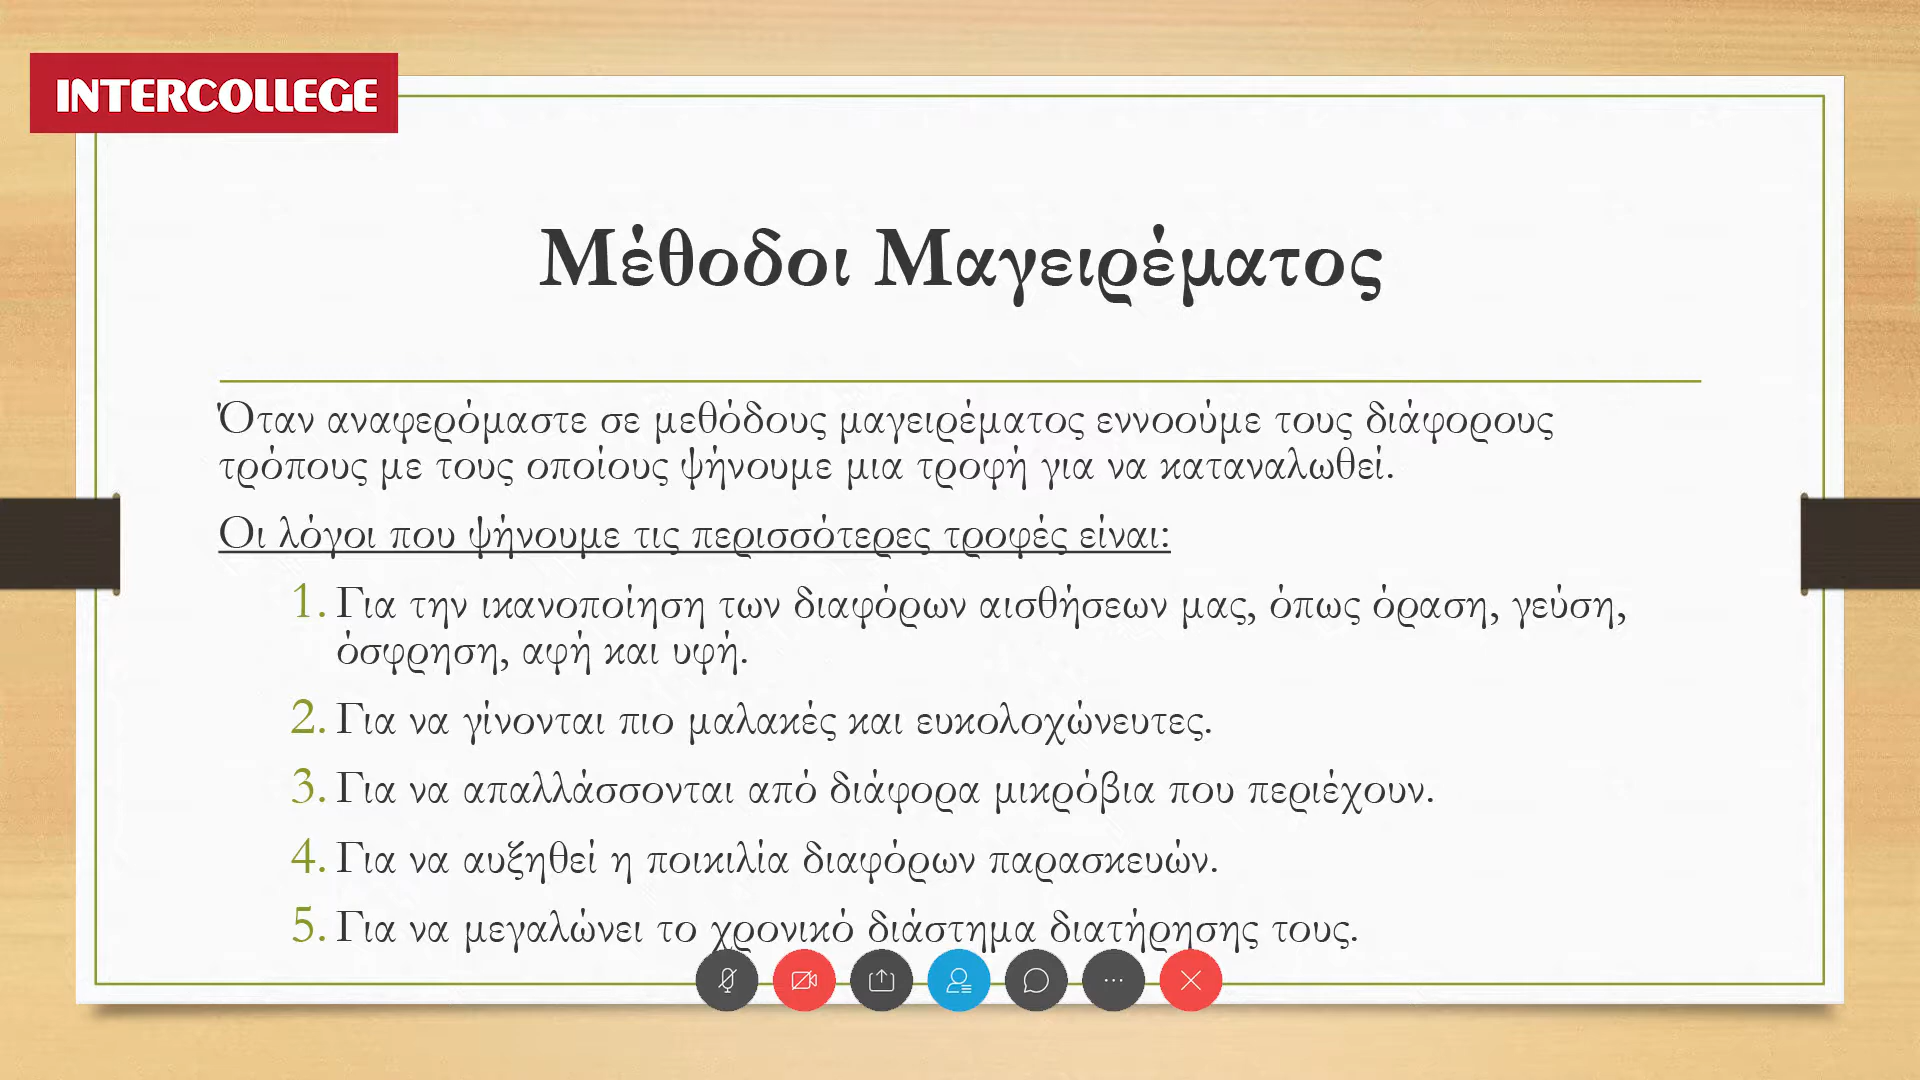 INTERCOLLEGE
Μέθοδοι Μαγειρέματος
Όταν αναφερόμαστε σε μεθόδους μαγειρέματος εννοούμε τους διάφορους
τρόπους με τους οποίους ψήνουμε μια τροφή για να καταναλωθεί.
Οι λόγοι που ψήνουμε τις περισσότερες τροφές είναι:
1. Για την ικανοποίηση των διαφόρων αισθήσεων μας, όπως όραση, γεύση,
όσφρηση, αφή και υφή.
2. Για να γίνονται πιο μαλακές και ευκολοχώνευτες.
3. Για να απαλλάσσονται από διάφορα μικρόβια που περιέχουν.
4. Για να αυξηθεί η ποικιλία διαφόρων παρασκευών.
5. Για να μεγαλώνει το χρονικό διάστημα διατήρησης τους.